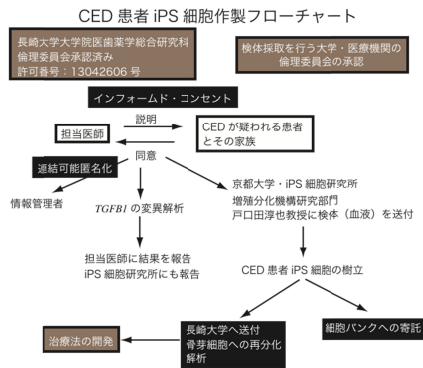 CED 患者 iPS 細胞作製フローチャート
長崎大学大学院医歯薬学総合研究科
倫理委員会承認済み
許可番号：13042606 号
検体採取を行う大学・医療機関の
倫理委員会の承認
インフォームド・コンセント
説明
担当医師
CED が疑われる患者
とその家族
同意
連結可能匿名化
情報管理者
TGFB1 の変異解析
京都大学・iPS 細胞研究所
増殖分化機構研究部門
戸口田淳也教授に検体（血液）を送付
担当医師に結果を報告
iPS 細胞研究所にも報告
CED 患者 iPS 細胞の樹立
治療法の開発
長崎大学へ送付
骨芽細胞への再分化
解析
細胞バンクへの寄託